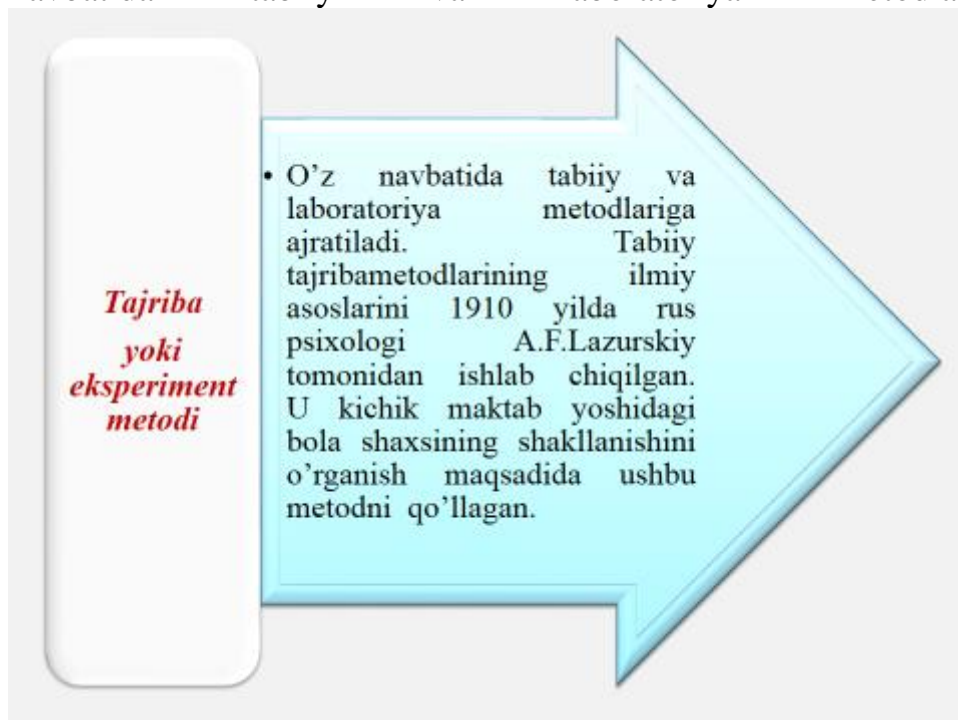 Tajriba
yoki
eksperiment
metodi
• O’z navbatida tabiiy va
laboratoriya metodlariga
ajratiladi. Tabiiy
tajribametodlarining ilmiy
asoslarini 1910 yilda rus
psixologi A.F.Lazurskiy
tomonidan ishlab chiqilgan.
U kichik maktab yoshidagi
bola shaxsining shakllanishini
o’rganish maqsadida ushbu
metodni qo’llagan.